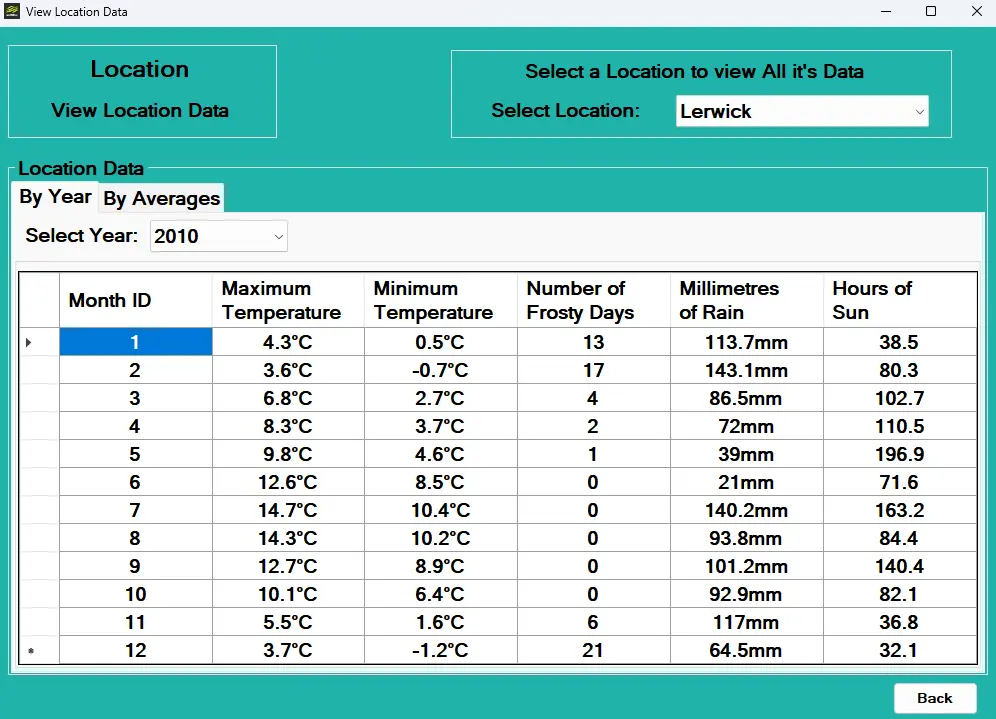 View Location Data
Location
View Location Data
Select a Location to view All it's Data
Select Location: Lerwick
Location Data
By Year By Averages
Select Year: 2010
Month ID Maximum Temperature Minimum Temperature Number of Frosty Days Millimetres of Rain Hours of Sun
1 4.3°C 0.5°C 13 113.7mm 38.5
2 3.6°C -0.7°C 17 143.1mm 80.3
3 6.8°C 2.7°C 4 86.5mm 102.7
4 8.3°C 3.7°C 2 72mm 110.5
5 9.8°C 4.6°C 1 39mm 196.9
6 12.6°C 8.5°C 0 21mm 71.6
7 14.7°C 10.4°C 0 140.2mm 163.2
8 14.3°C 10.2°C 0 93.8mm 84.4
9 12.7°C 8.9°C 0 101.2mm 140.4
10 10.1°C 6.4°C 0 92.9mm 82.1
11 5.5°C 1.6°C 6 117mm 36.8
* 12 3.7°C -1.2°C 21 64.5mm 32.1
Back